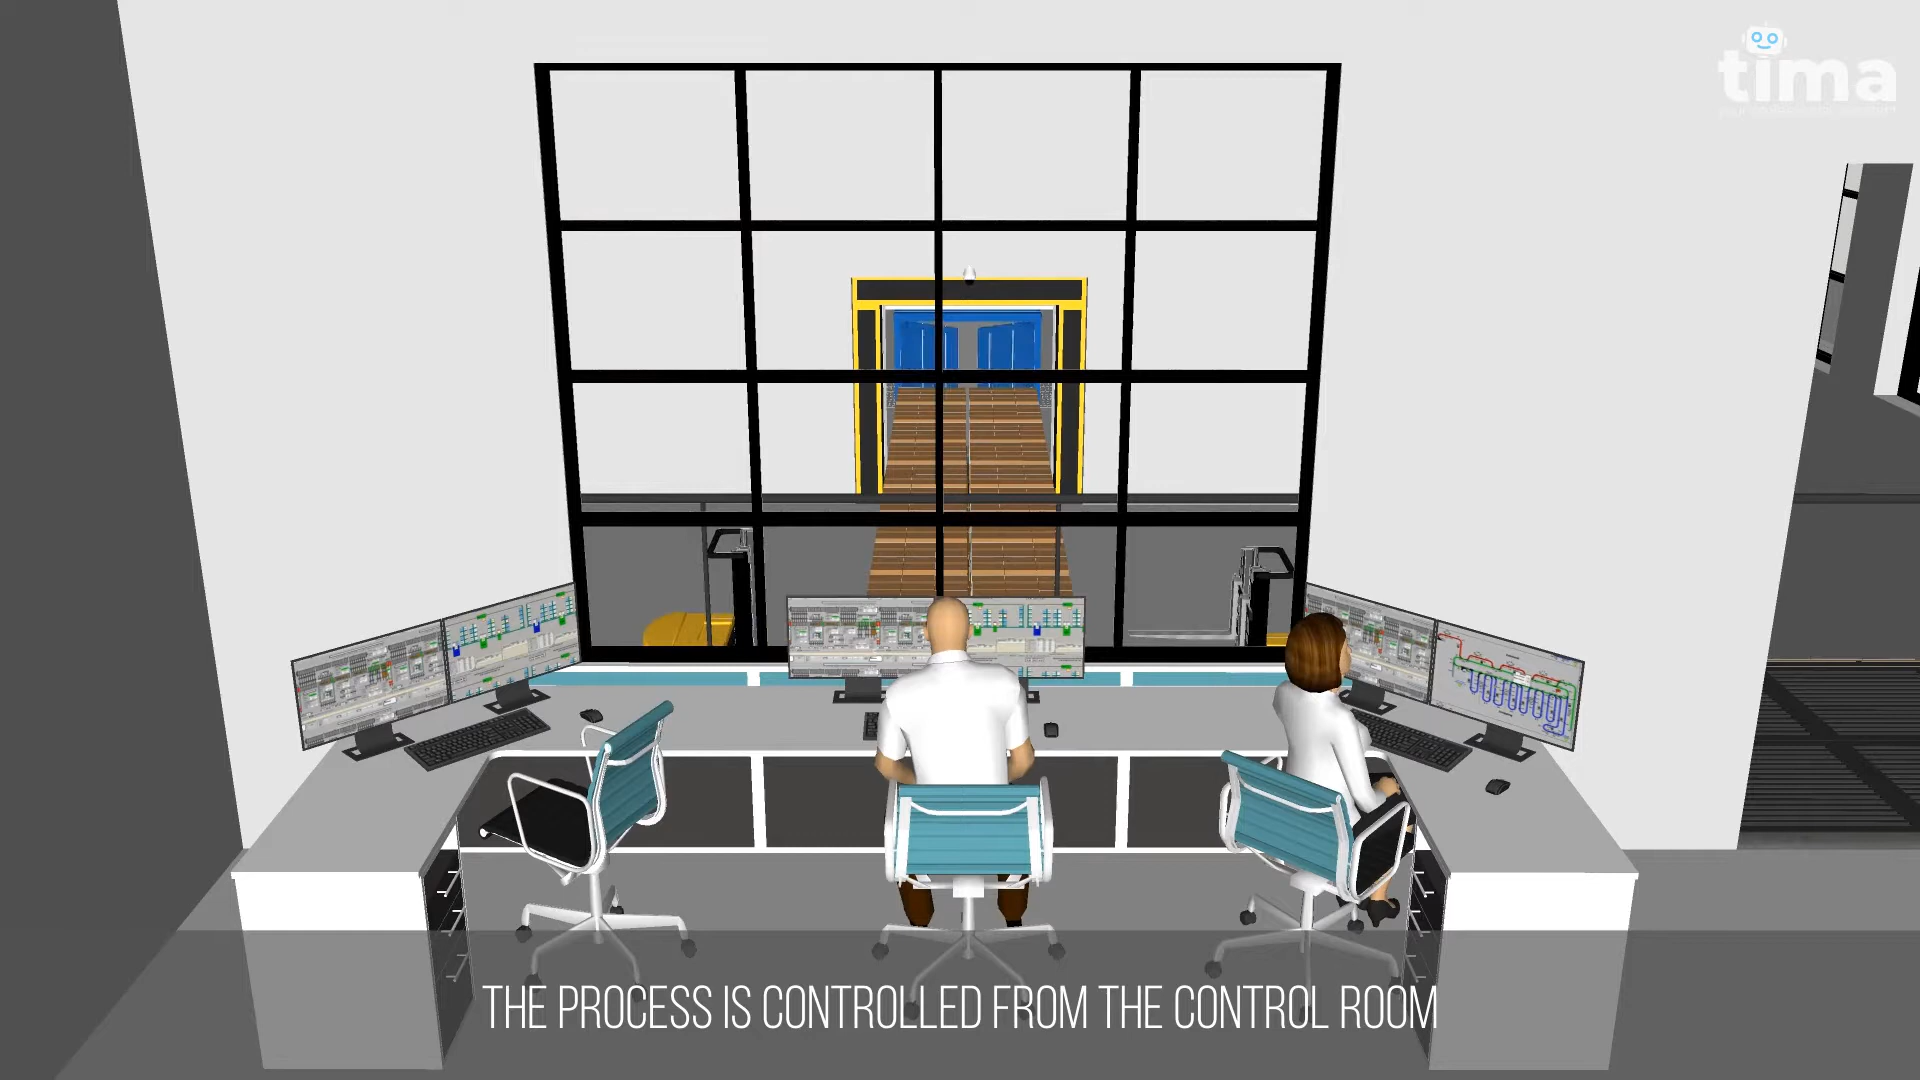 tima
THE PROCESS IS CONTROLLED FROM THE CONTROL ROOM